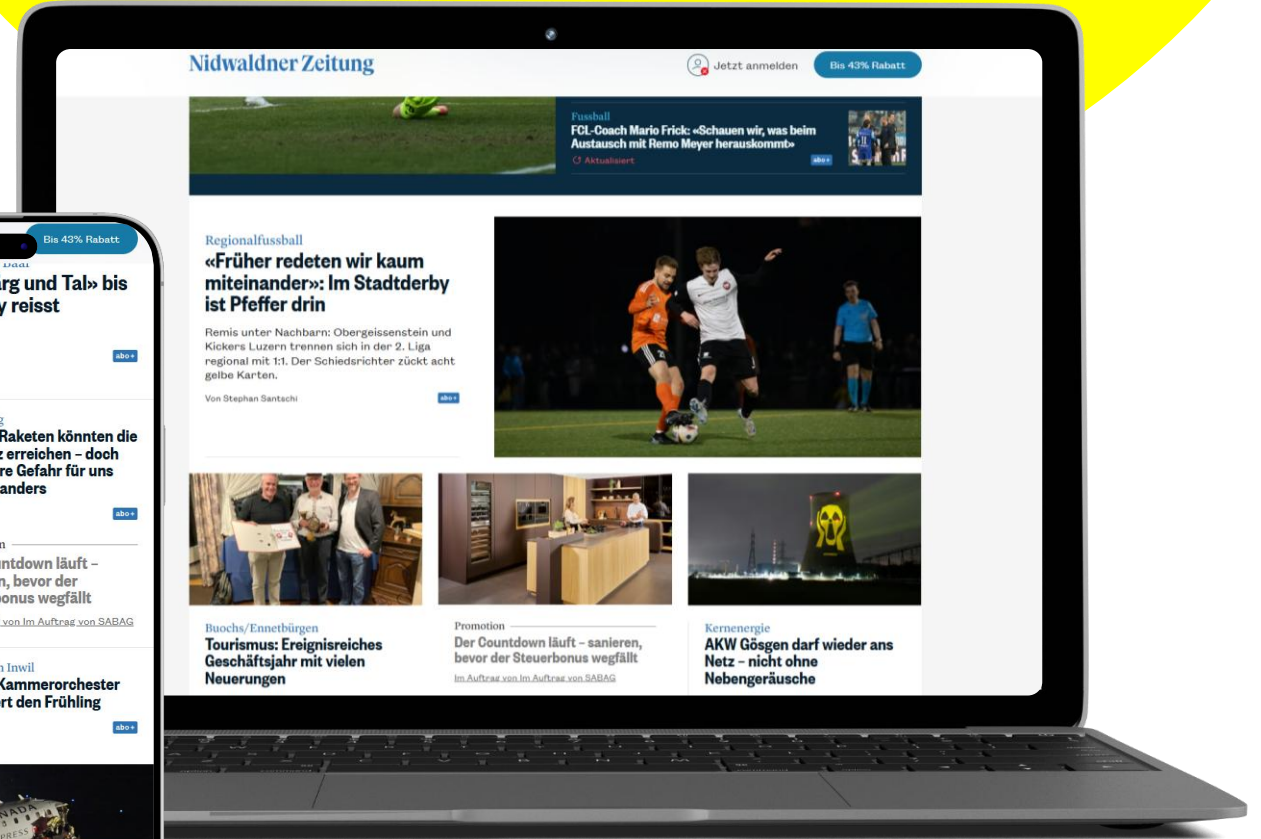 Nidwaldner Zeitung
Jetzt anmelden
Bis 43% Rabatt
Fussball
FCL-Coach Mario Frick: «Schauen wir, was beim
Austausch mit Remo Meyer herauskommt»
Aktualisiert
abo+
Regionalfussball
«Früher redeten wir kaum
miteinander»: Im Stadtderby
ist Pfeffer drin
Remis unter Nachbarn: Obergeissenstein und
Kickers Luzern trennen sich in der 2. Liga
regional mit 1:1. Der Schiedsrichter zückt acht
gelbe Karten.
Von Stephan Santschi
abo+
Buochs/Ennetbürgen
Tourismus: Ereignisreiches
Geschäftsjahr mit vielen
Neuerungen
Promotion
Der Countdown läuft – sanieren,
bevor der Steuerbonus wegfällt
Im Auftrag von Im Auftrag von SABAG
Kernenergie
AKW Gösgen darf wieder ans
Netz – nicht ohne
Nebengeräusche
Bis 43% Rabatt
Baar
ärg und Tal» bis
y reisst
abo+
g
Raketen könnten die
z erreichen – doch
re Gefahr für uns
anders
abo+
n
untdown läuft –
n, bevor der
bonus wegfällt
von Im Auftrag von SABAG
n Inwil
Kammerorchester
rt den Frühling
abo+
NADA
PRESS